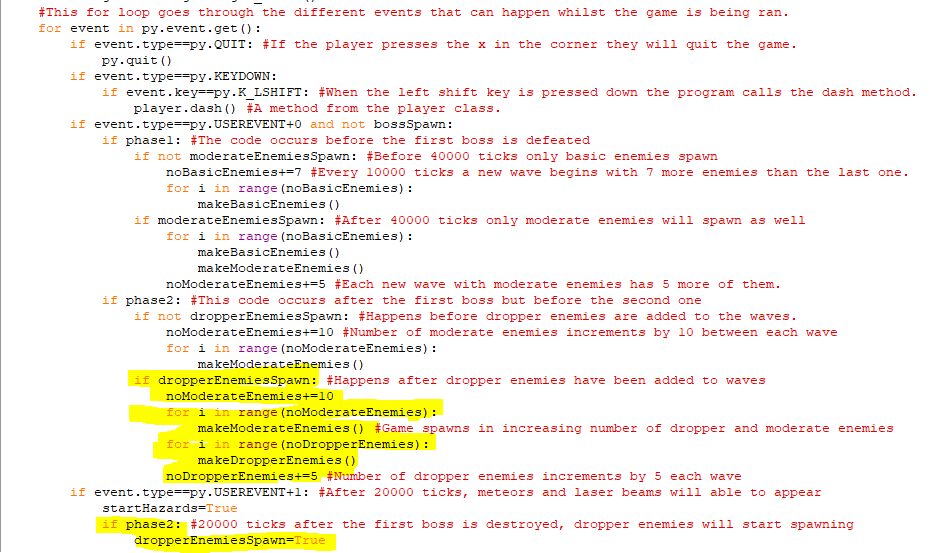 #This for loop goes through the different events that can happen whilst the game is being ran.
for event in py.event.get():
if event.type==py.QUIT: #If the player presses the x in the corner they will quit the game.
py.quit()
if event.type==py.KEYDOWN:
if event.key==py.K_LSHIFT: #When the left shift key is pressed down the program calls the dash method.
player.dash() #A method from the player class.
if event.type==py.USEREVENT+0 and not bossSpawn:
if phase1: #The code occurs before the first boss is defeated
if not moderateEnemiesSpawn: #Before 40000 ticks only basic enemies spawn
noBasicEnemies+=7 #Every 10000 ticks a new wave begins with 7 more enemies than the last one.
for i in range(noBasicEnemies):
makeBasicEnemies()
if moderateEnemiesSpawn: #After 40000 ticks only moderate enemies will spawn as well
for i in range(noBasicEnemies):
makeBasicEnemies()
makeModerateEnemies()
noModerateEnemies+=5 #Each new wave with moderate enemies has 5 more of them.
if phase2: #This code occurs after the first boss but before the second one
if not dropperEnemiesSpawn: #Happens before dropper enemies are added to the waves.
noModerateEnemies+=10 #Number of moderate enemies increments by 10 between each wave
for i in range(noModerateEnemies):
makeModerateEnemies()
if dropperEnemiesSpawn: #Happens after dropper enemies have been added to waves
noModerateEnemies+=10
for i in range(noModerateEnemies):
makeModerateEnemies() #Game spawns in increasing number of dropper and moderate enemies
for i in range(noDropperEnemies):
makeDropperEnemies()
noDropperEnemies+=5 #Number of dropper enemies increments by 5 each wave
if event.type==py.USEREVENT+1: #After 20000 ticks, meteors and laser beams will able to appear
startHazards=True
if phase2: #20000 ticks after the first boss is destroyed, dropper enemies will start spawning
dropperEnemiesSpawn=True